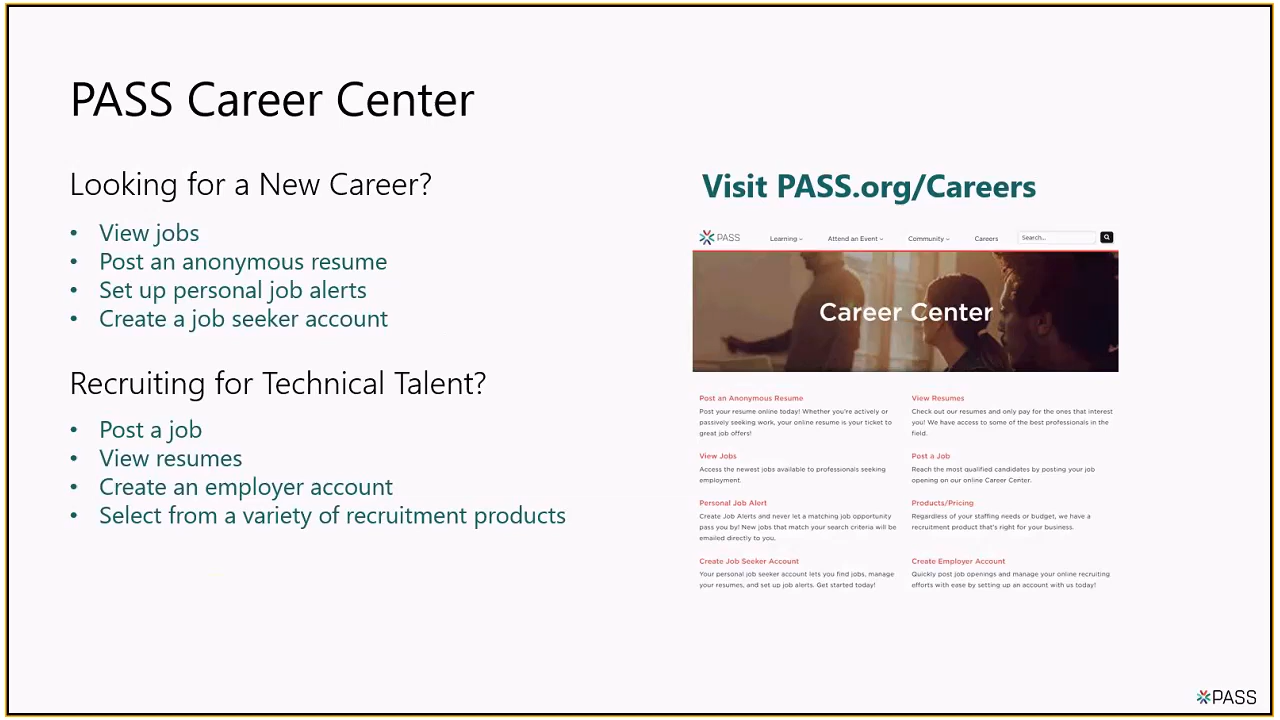 PASS Career Center
Looking for a New Career?
• View jobs
• Post an anonymous resume
• Set up personal job alerts
• Create a job seeker account
Recruiting for Technical Talent?
• Post a job
• View resumes
• Create an employer account
• Select from a variety of recruitment products
Visit PASS.org/Careers
PASS
Learning
Attend an Event
Community
Careers
Search...
Career Center
Post an Anonymous Resume
Post your resume online today! Whether you're actively or
passively seeking work, your online resume is your ticket to
great job offers!
View Resumes
Check out our resumes and only pay for the ones that interest
you! We have access to some of the best professionals in the
field.
View Jobs
Access the newest jobs available to professionals seeking
employment.
Post a Job
Reach the most qualified candidates by posting your job
opening on our online Career Center.
Personal Job Alert
Create Job Alerts and never let a matching job opportunity
pass you by! New jobs that match your search criteria will be
emailed directly to you.
Products/Pricing
Regardless of your staffing needs or budget, we have a
recruitment product that's right for your business.
Create Job Seeker Account
Your personal job seeker account lets you find jobs, manage
your resumes, and set up job alerts. Get started today!
Create Employer Account
Quickly post job openings and manage your online recruiting
efforts with ease by setting up an account with us today!
PASS